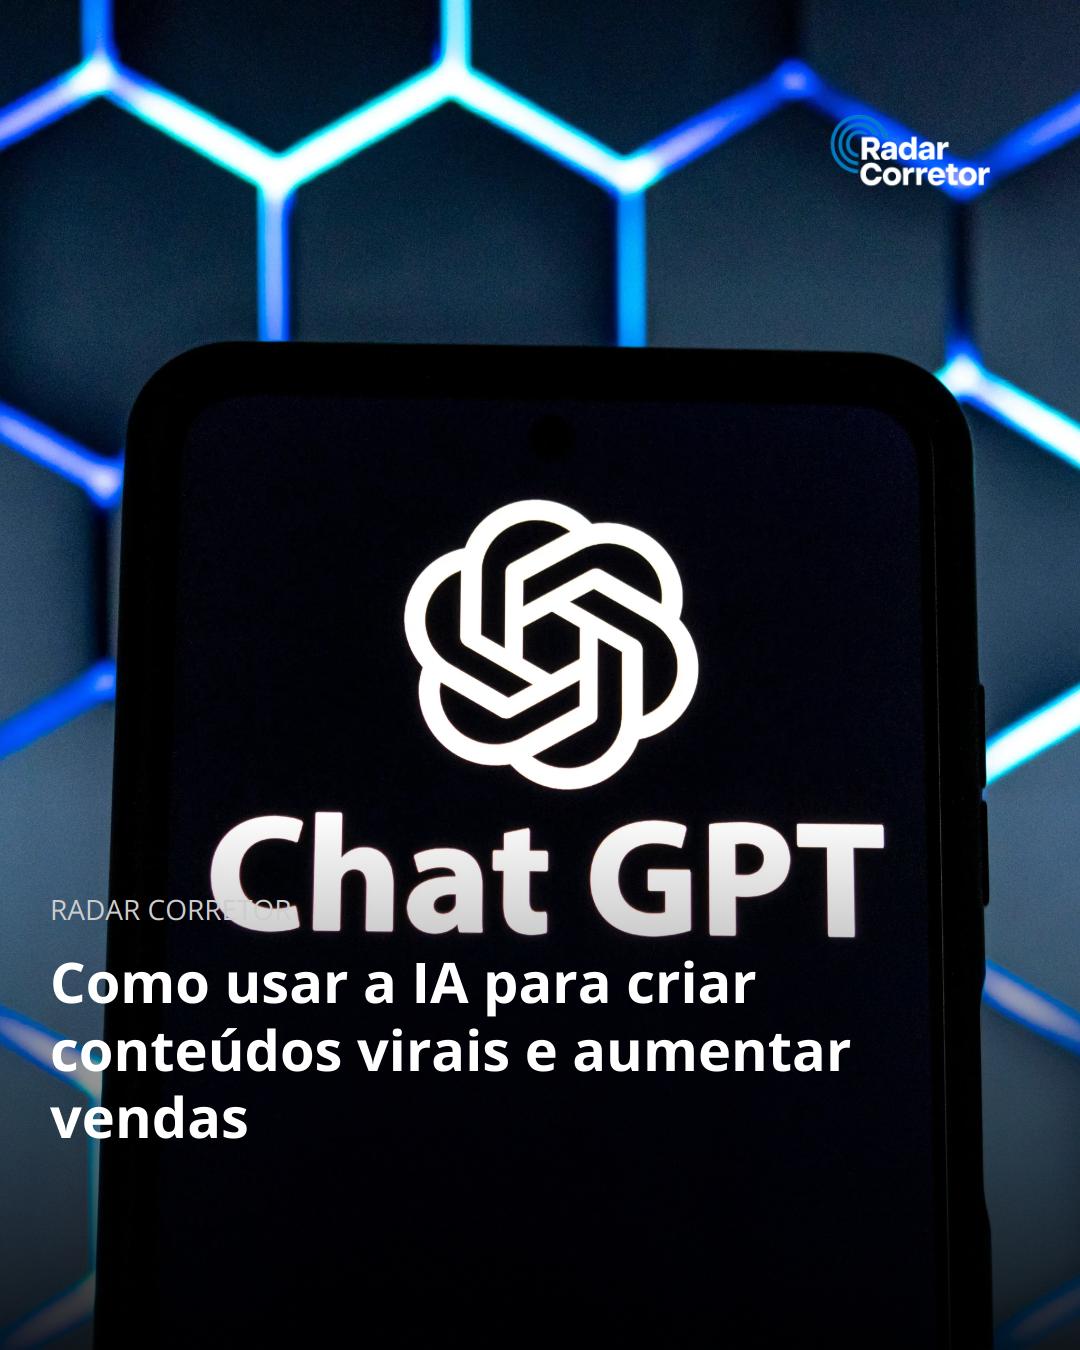 Radar
Corretor
Chat GPT
RADAR CORRETOR
Como usar a IA para criar
conteúdos virais e aumentar
vendas